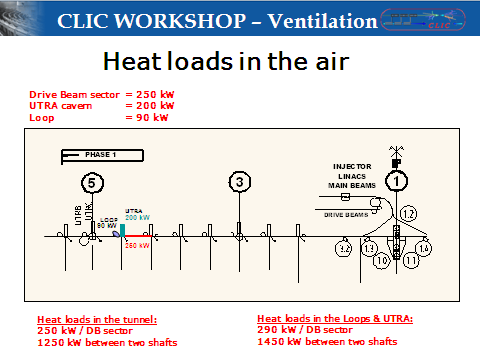 CLIC WORKSHOP – Ventilation
CLIC
Heat loads in the air
Drive Beam sector = 250 kW
UTRA cavern = 200 kW
Loop = 90 kW
PHASE 1
5
3
1
INJECTOR
LINACS
MAIN BEAMS
DRIVE BEAMS
UTRB
UTRA
LOOP
90 kW
UTRA
200 kW
250 kW
1.2
3.2
1.3
1.0
1.1
1.4
Heat loads in the tunnel:
250 kW / DB sector
1250 kW between two shafts
Heat loads in the Loops & UTRA:
290 kW / DB sector
1450 kW between two shafts